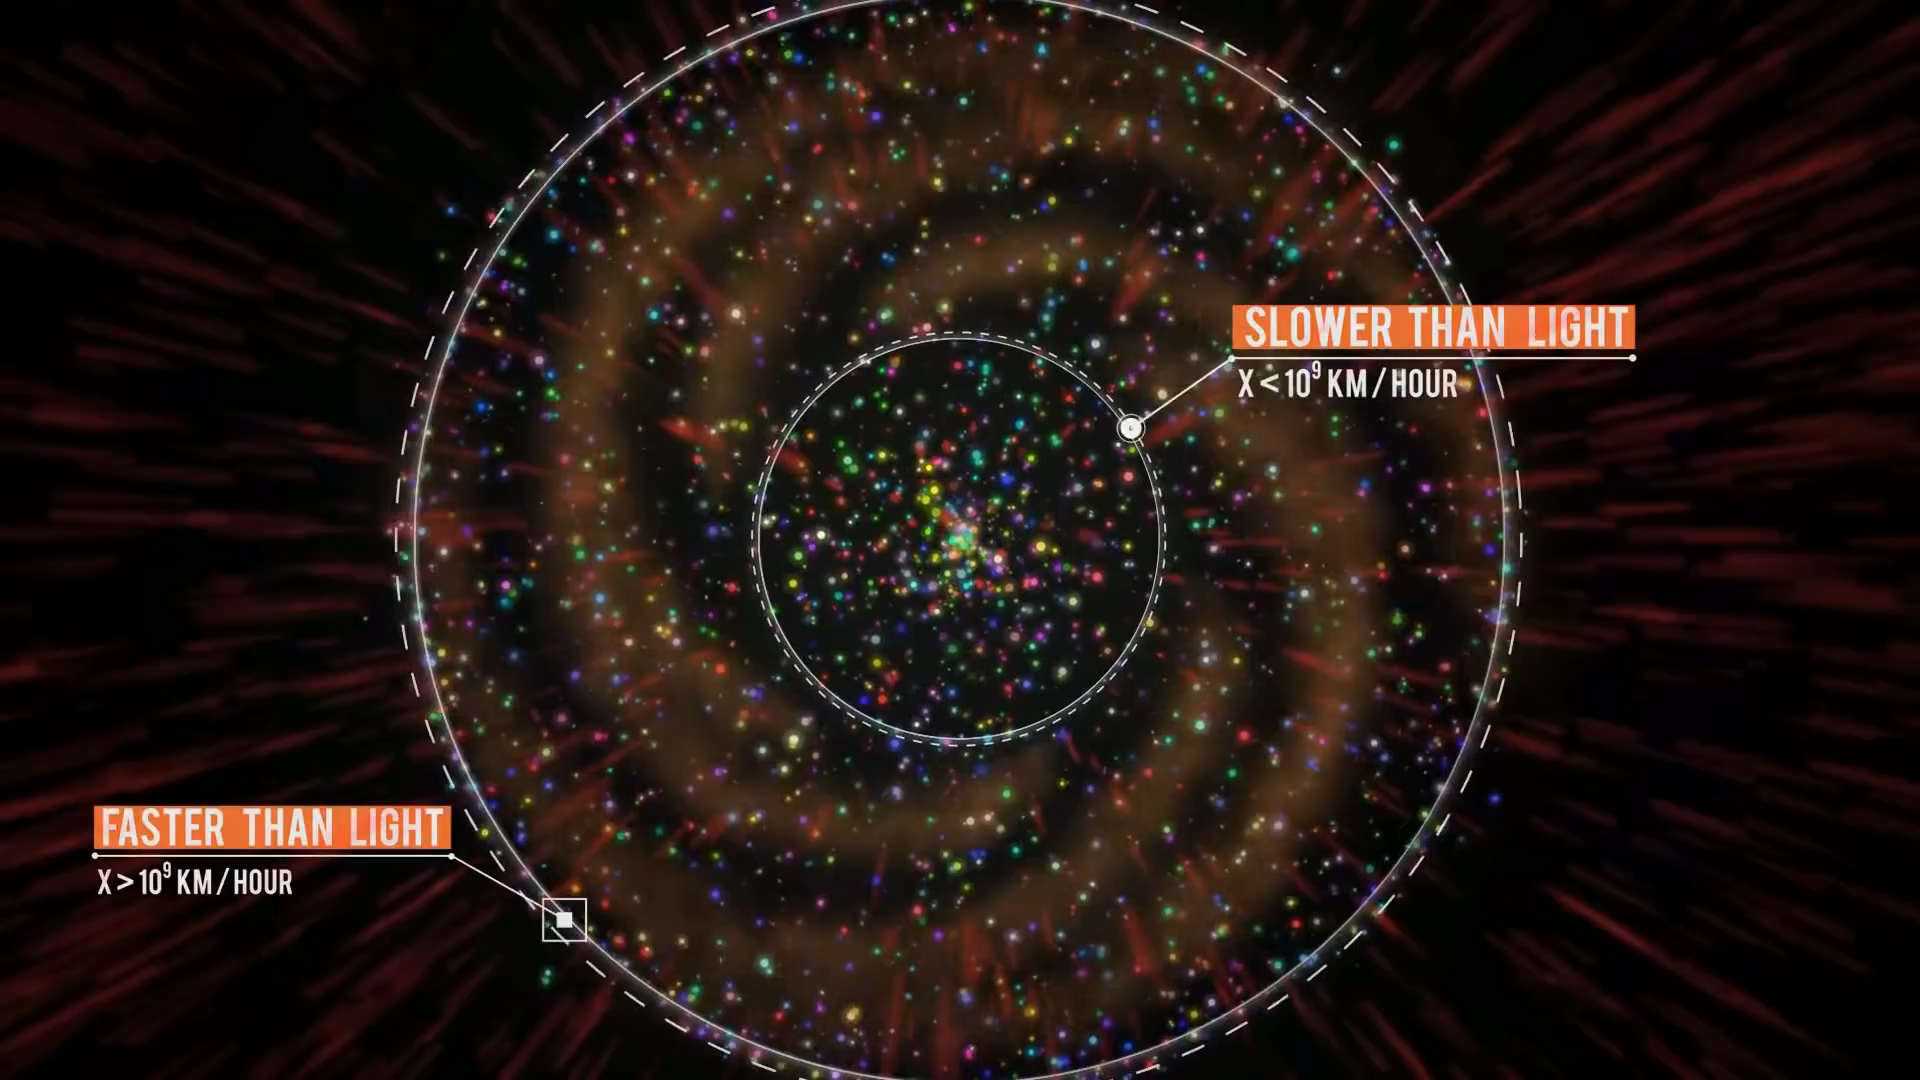 SLOWER THAN LIGHT
X < 10⁹ KM / HOUR
FASTER THAN LIGHT
X > 10⁹ KM / HOUR